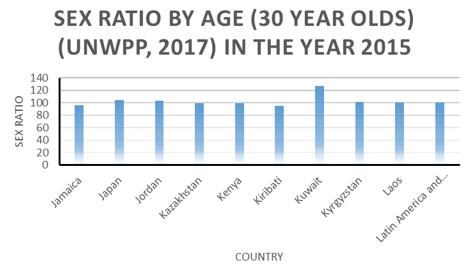 SEX RATIO BY AGE (30 YEAR OLDS)
(UNWPP, 2017) IN THE YEAR 2015
140
120
100
80
60
40
20
0
SEX RATIO
Jamaica
Japan
Jordan
Kazakhstan
Kenya
Kiribati
Kuwait
Kyrgyzstan
Laos
Latin America and...
COUNTRY